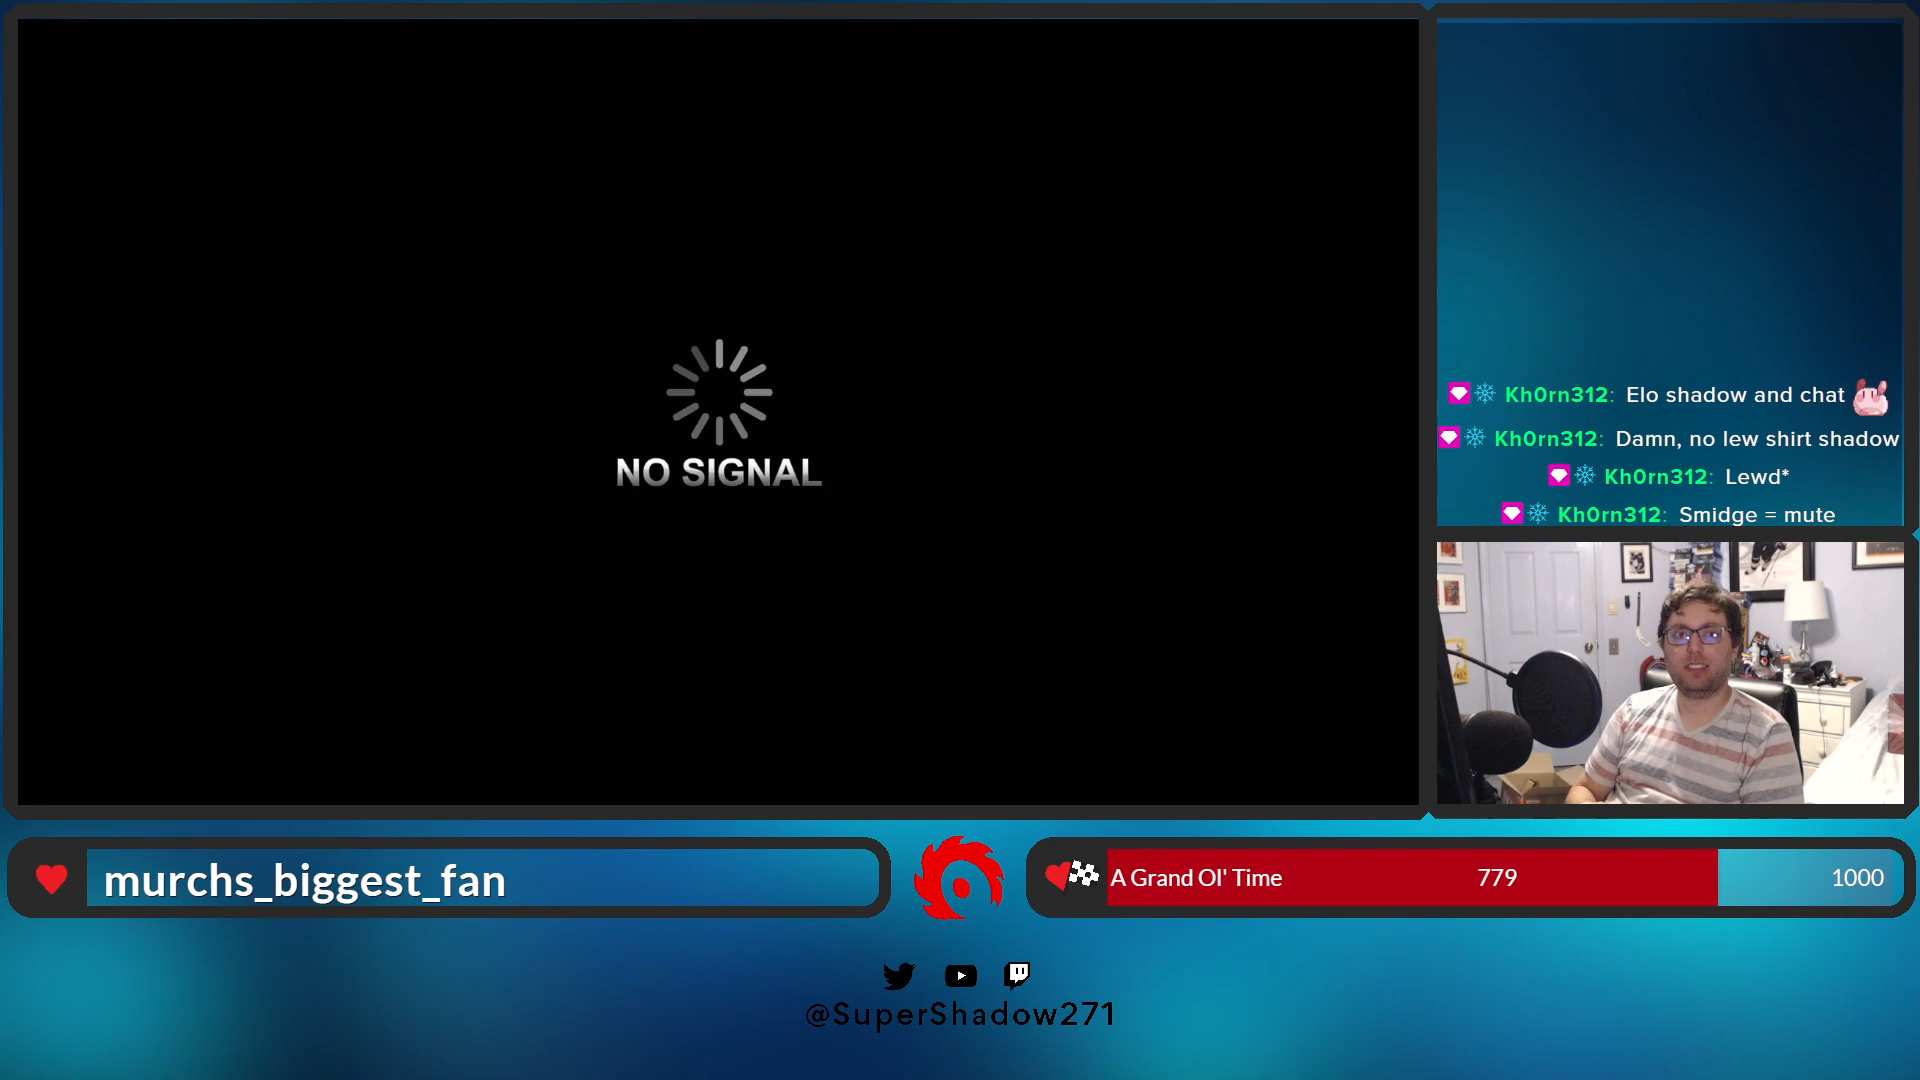 NO SIGNAL
Kh0rn312: Elo shadow and chat
Kh0rn312: Damn, no lew shirt shadow
Kh0rn312: Lewd*
Kh0rn312: Smidge = mute
murchs_biggest_fan
A Grand Ol' Time 779 1000
@SuperShadow271